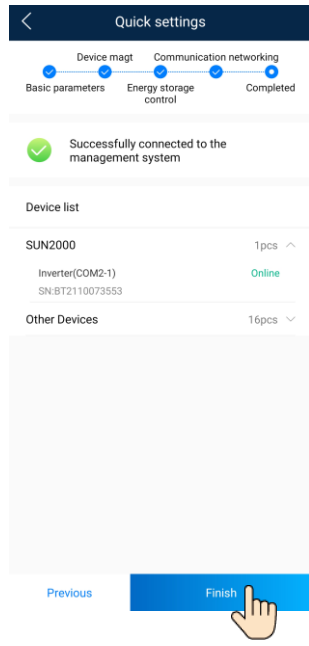 Quick settings
Device magt Communication networking
Basic parameters Energy storage control Completed
Successfully connected to the
management system
Device list
SUN2000 1pcs
Inverter(COM2-1) Online
SN:BT2110073553
Other Devices 16pcs
Previous Finish